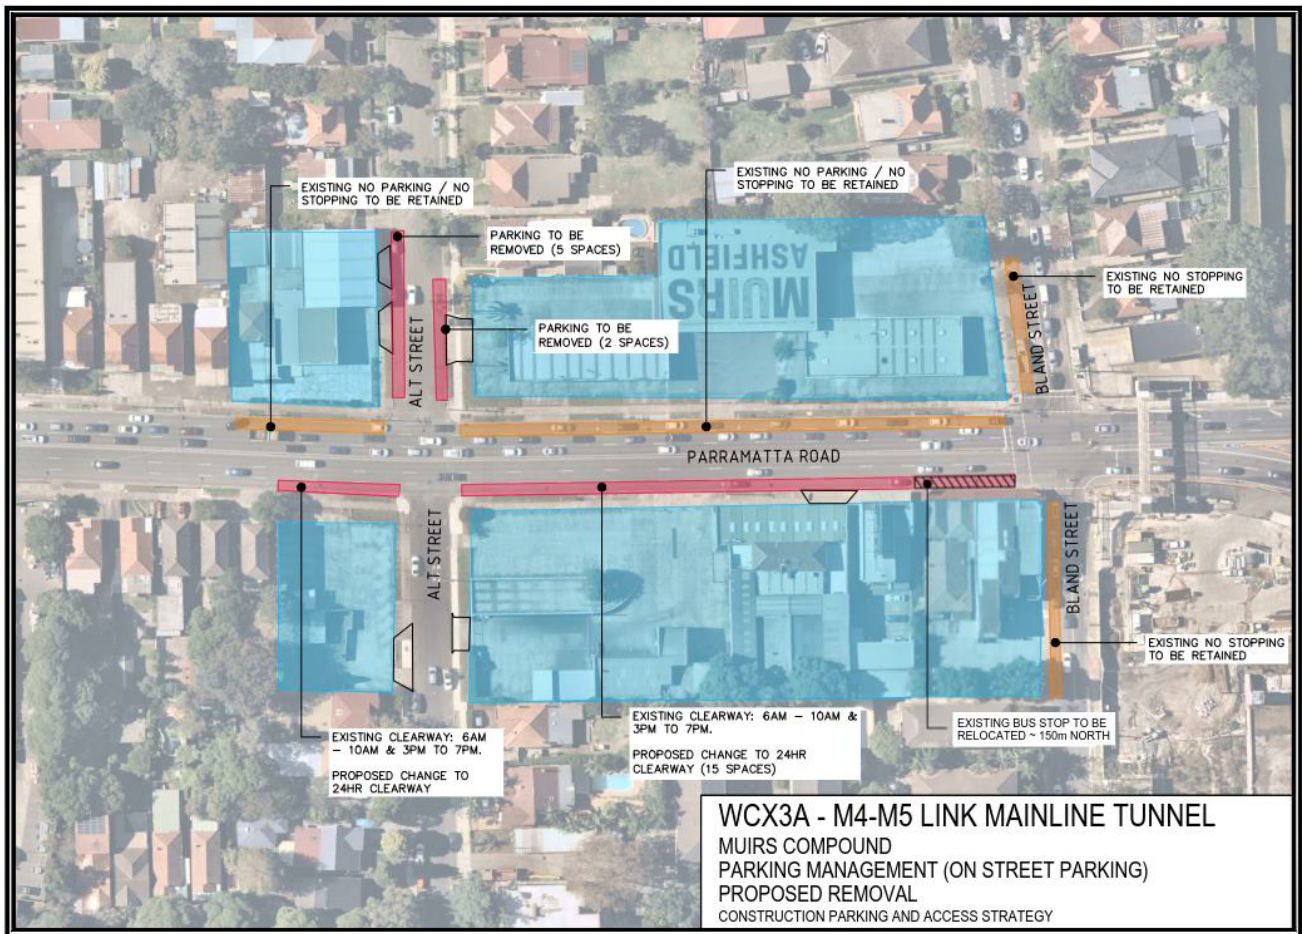 EXISTING NO PARKING / NO
STOPPING TO BE RETAINED
EXISTING NO PARKING / NO
STOPPING TO BE RETAINED
PARKING TO BE
REMOVED (5 SPACES)
MUIRS
ASHFIELD
EXISTING NO STOPPING
TO BE RETAINED
PARKING TO BE
REMOVED (2 SPACES)
ALT STREET
BLAND STREET
PARRAMATTA ROAD
ALT STREET
BLAND STREET
EXISTING NO STOPPING
TO BE RETAINED
EXISTING CLEARWAY: 6AM
– 10AM & 3PM TO 7PM.
PROPOSED CHANGE TO
24HR CLEARWAY
EXISTING CLEARWAY: 6AM – 10AM &
3PM TO 7PM.
PROPOSED CHANGE TO 24HR
CLEARWAY (15 SPACES)
EXISTING BUS STOP TO BE
RELOCATED ~ 150m NORTH
WCX3A - M4-M5 LINK MAINLINE TUNNEL
MUIRS COMPOUND
PARKING MANAGEMENT (ON STREET PARKING)
PROPOSED REMOVAL
CONSTRUCTION PARKING AND ACCESS STRATEGY